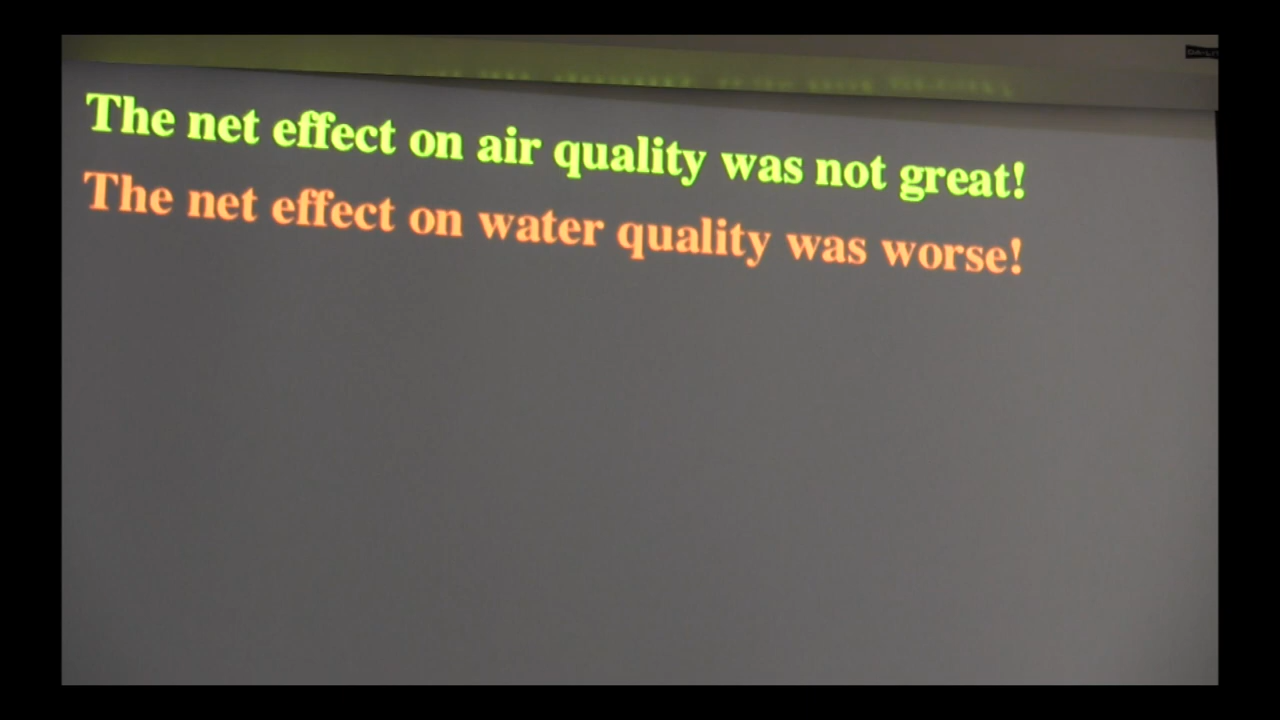 The net effect on air quality was not great!
The net effect on water quality was worse!